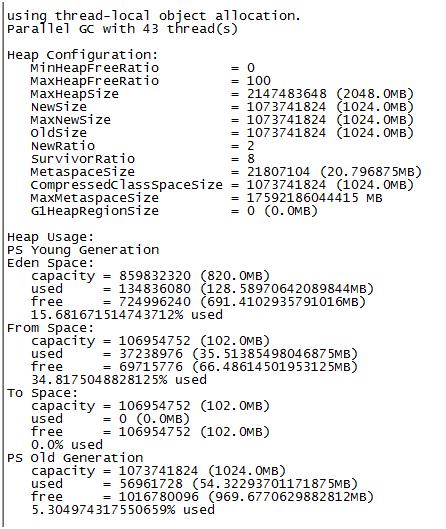 using thread-local object allocation.
Parallel GC with 43 thread(s)
Heap Configuration:
MinHeapFreeRatio = 0
MaxHeapFreeRatio = 100
MaxHeapSize = 2147483648 (2048.0MB)
NewSize = 1073741824 (1024.0MB)
MaxNewSize = 1073741824 (1024.0MB)
OldSize = 1073741824 (1024.0MB)
NewRatio = 2
SurvivorRatio = 8
MetaspaceSize = 21807104 (20.796875MB)
CompressedClassSpaceSize = 1073741824 (1024.0MB)
MaxMetaspaceSize = 17592186044415 MB
G1HeapRegionSize = 0 (0.0MB)
Heap Usage:
PS Young Generation
Eden Space:
capacity = 859832320 (820.0MB)
used = 134836080 (128.58970642089844MB)
free = 724996240 (691.4102935791016MB)
15.681671514743712% used
From Space:
capacity = 106954752 (102.0MB)
used = 37238976 (35.51385498046875MB)
free = 69715776 (66.48614501953125MB)
34.8175048828125% used
To Space:
capacity = 106954752 (102.0MB)
used = 0 (0.0MB)
free = 106954752 (102.0MB)
0.0% used
PS Old Generation
capacity = 1073741824 (1024.0MB)
used = 56961728 (54.32293701171875MB)
free = 1016780096 (969.6770629882812MB)
5.304974317550659% used